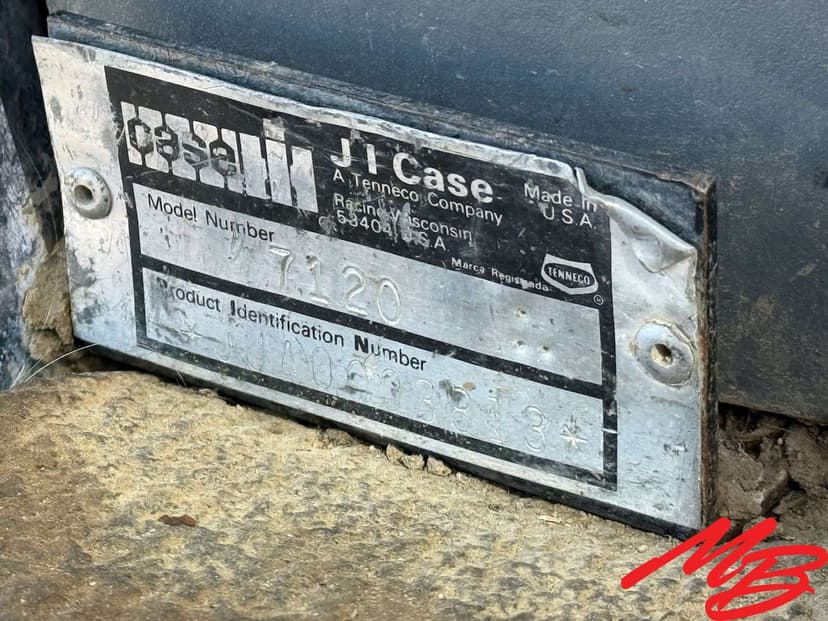 case IH
J I Case
A Tenneco Company
Racine Wisconsin
53404 U.S.A
Made in
U.S.A.
Marca Registrada
TENNECO
Model Number
7120
Product Identification Number
MB